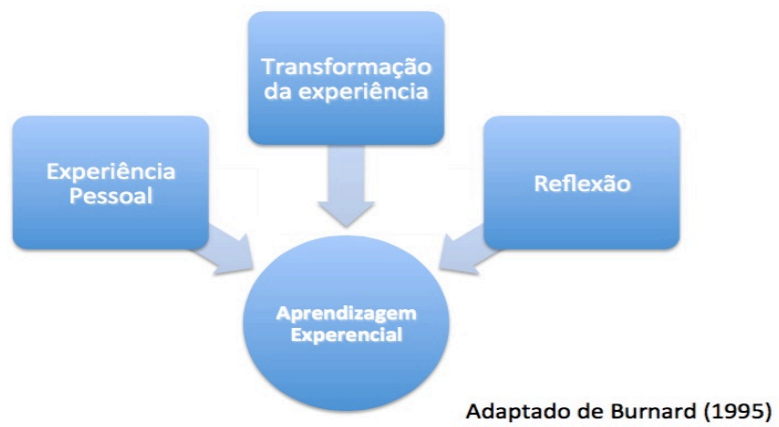 Transformação
da experiência
Experiência
Pessoal
Reflexão
Aprendizagem
Experencial
Adaptado de Burnard (1995)